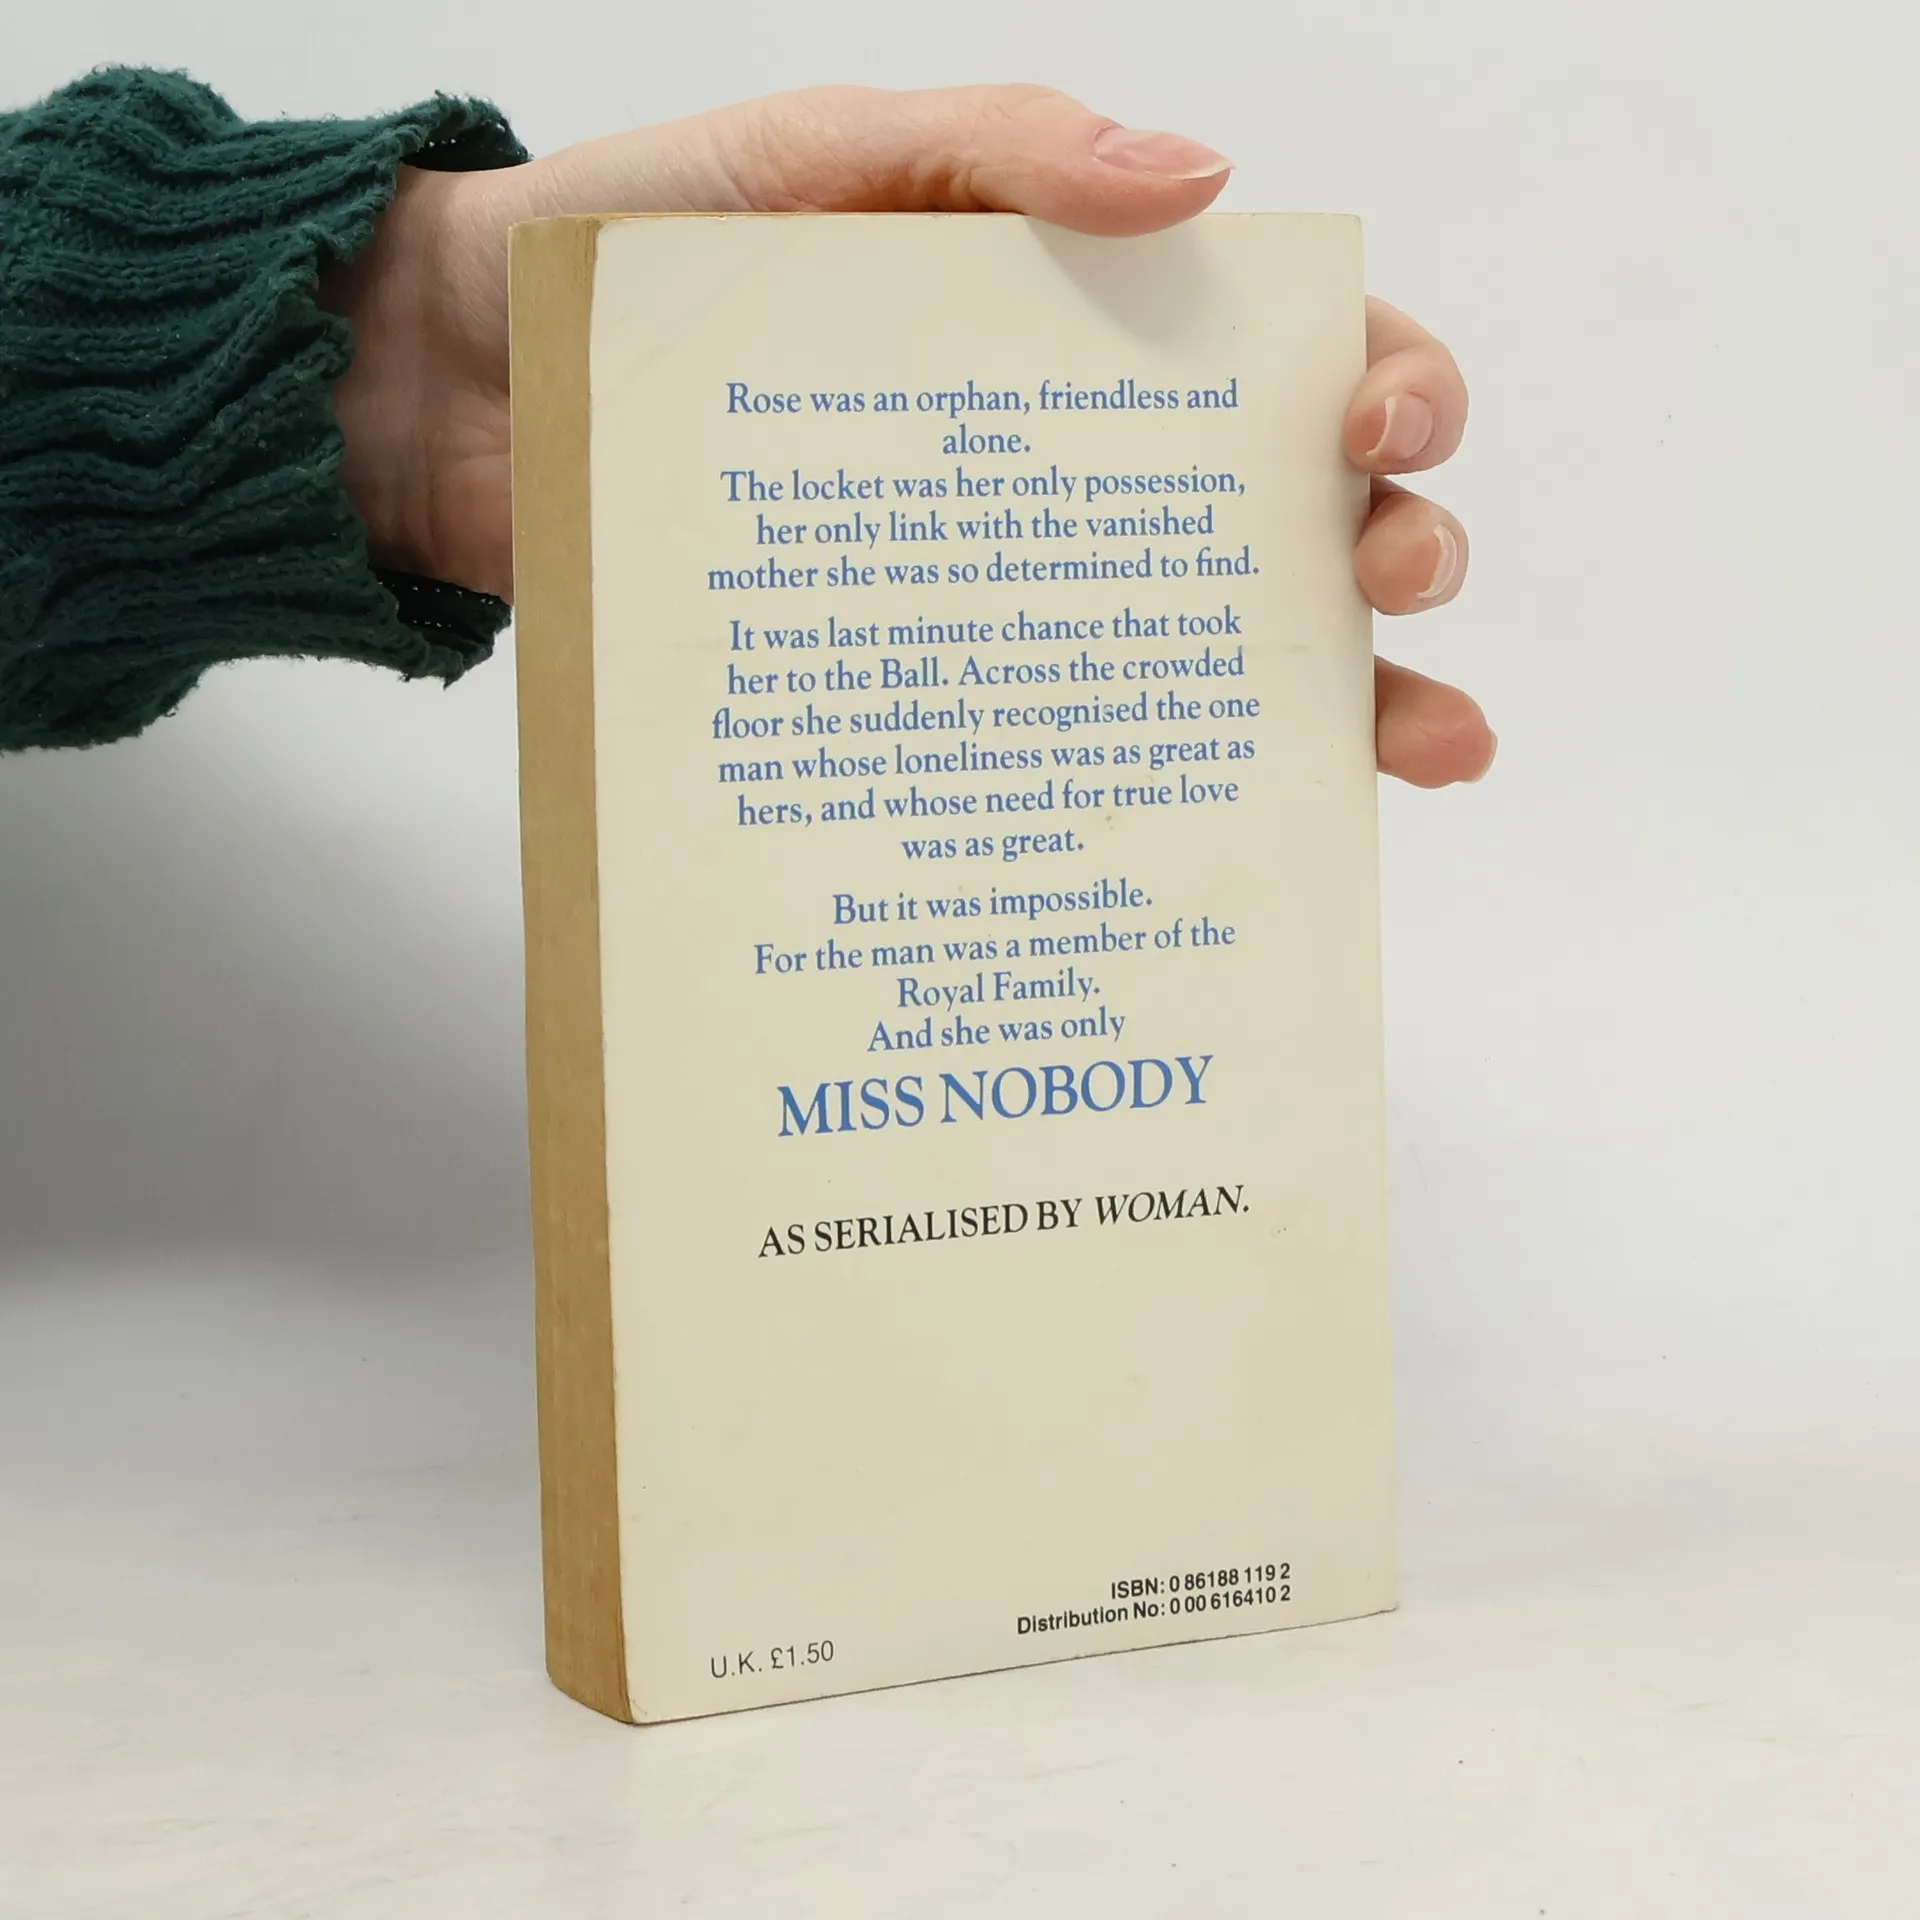 Rose was an orphan, friendless and
alone.
The locket was her only possession,
her only link with the vanished
mother she was so determined to find.
It was last minute chance that took
her to the Ball. Across the crowded
floor she suddenly recognised the one
man whose loneliness was as great as
hers, and whose need for true love
was as great.
But it was impossible.
For the man was a member of the
Royal Family.
And she was only
MISS NOBODY
AS SERIALISED BY WOMAN.
ISBN: 0 86188 119 2
Distribution No: 0 00 616410 2
U.K. £1.50